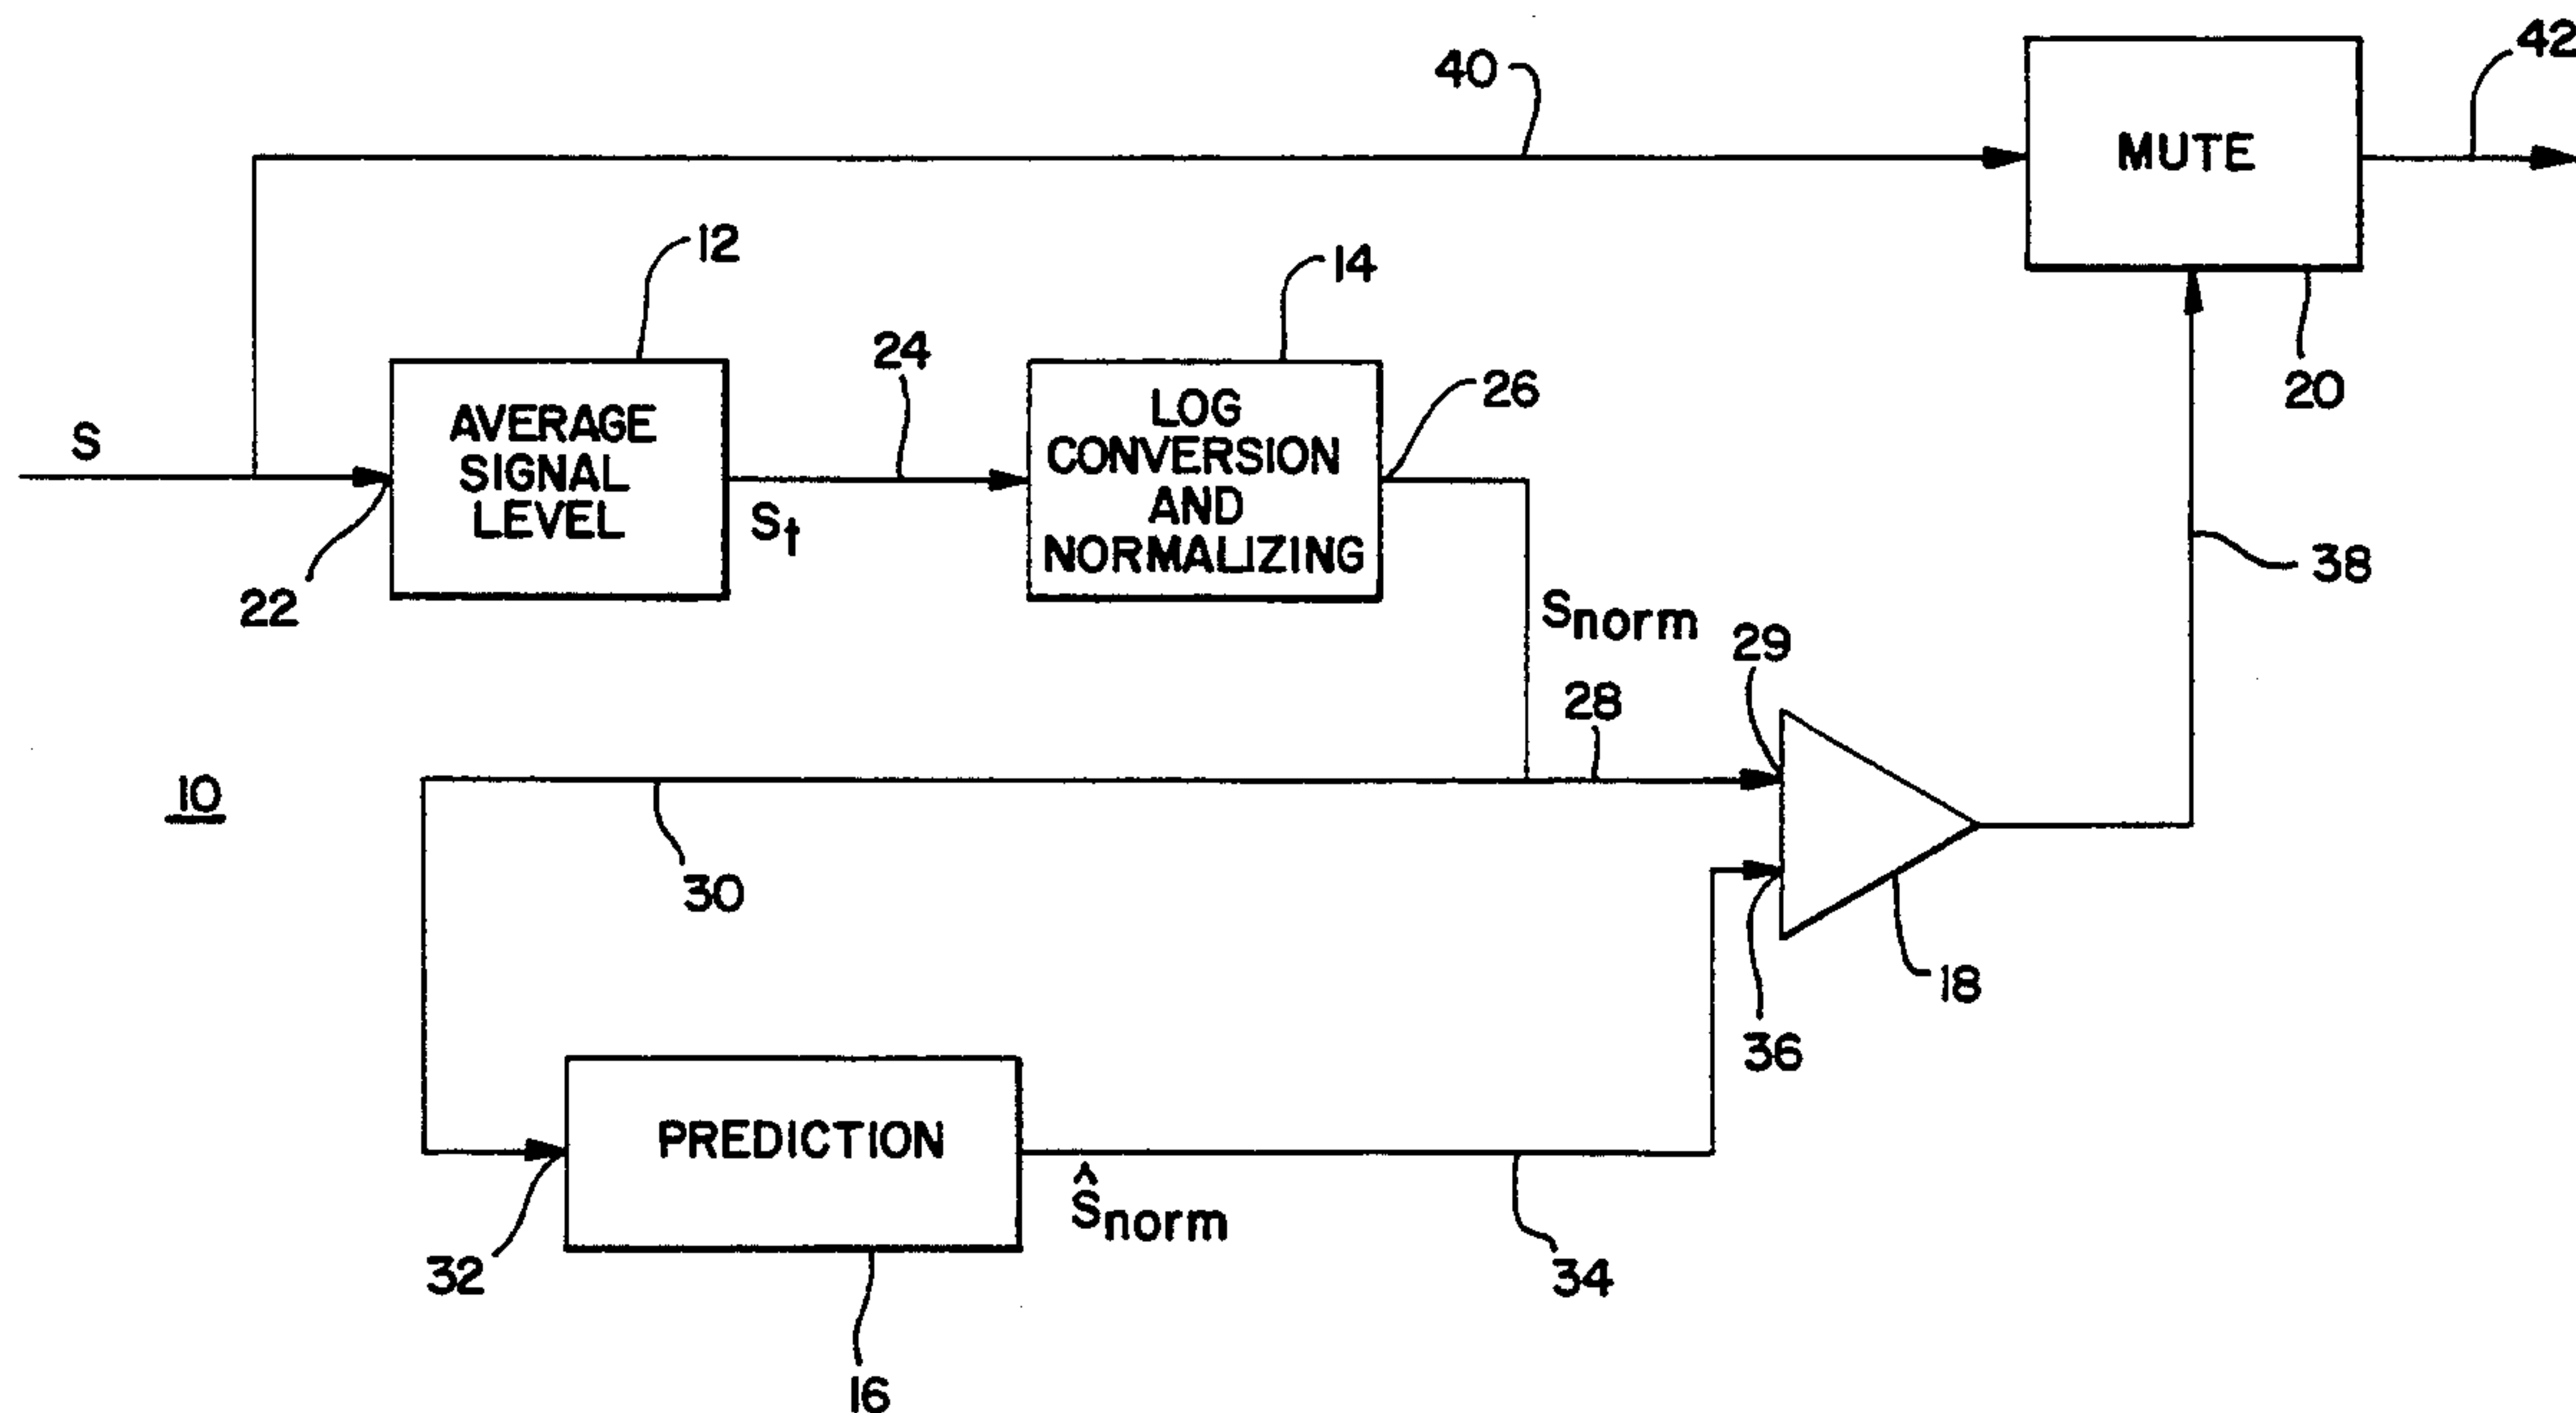 42
40
MUTE
12
14
24
26
20
S
AVERAGE
SIGNAL
LEVEL
LOG
CONVERSION
AND
NORMALIZING
St
22
38
Snorm
29
28
10
30
18
36
PREDICTION
Ŝnorm
32
34
16